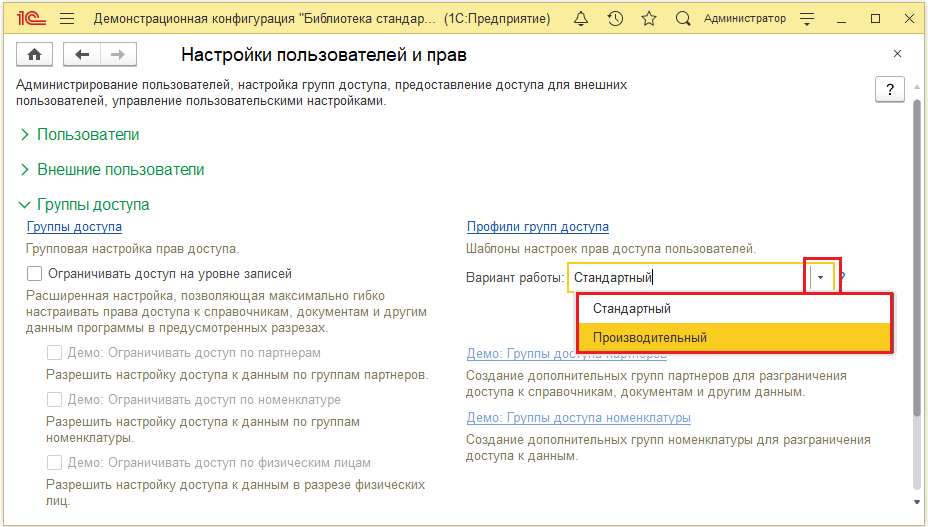 1С Демонстрационная конфигурация "Библиотека стандар... (1С:Предприятие) Администратор
Настройки пользователей и прав
Администрирование пользователей, настройка групп доступа, предоставление доступа для внешних
пользователей, управление пользовательскими настройками.
?
Пользователи
Внешние пользователи
Группы доступа
Группы доступа
Групповая настройка прав доступа.
Ограничивать доступ на уровне записей
Расширенная настройка, позволяющая максимально гибко
настраивать права доступа к справочникам, документам и другим
данным программы в предусмотренных разрезах.
Демо: Ограничивать доступ по партнерам
Разрешить настройку доступа к данным по группам партнеров.
Демо: Ограничивать доступ по номенклатуре
Разрешить настройку доступа к данным по группам
номенклатуры.
Демо: Ограничивать доступ по физическим лицам
Разрешить настройку доступа к данным в разрезе физических
лиц.
Профили групп доступа
Шаблоны настроек прав доступа пользователей.
Вариант работы: Стандартный ?
Стандартный
Производительный
Демо: Группы доступа партнеров
Создание дополнительных групп партнеров для разграничения
доступа к справочникам, документам и другим данным.
Демо: Группы доступа номенклатуры
Создание дополнительных групп номенклатуры для разграничения
доступа к данным.